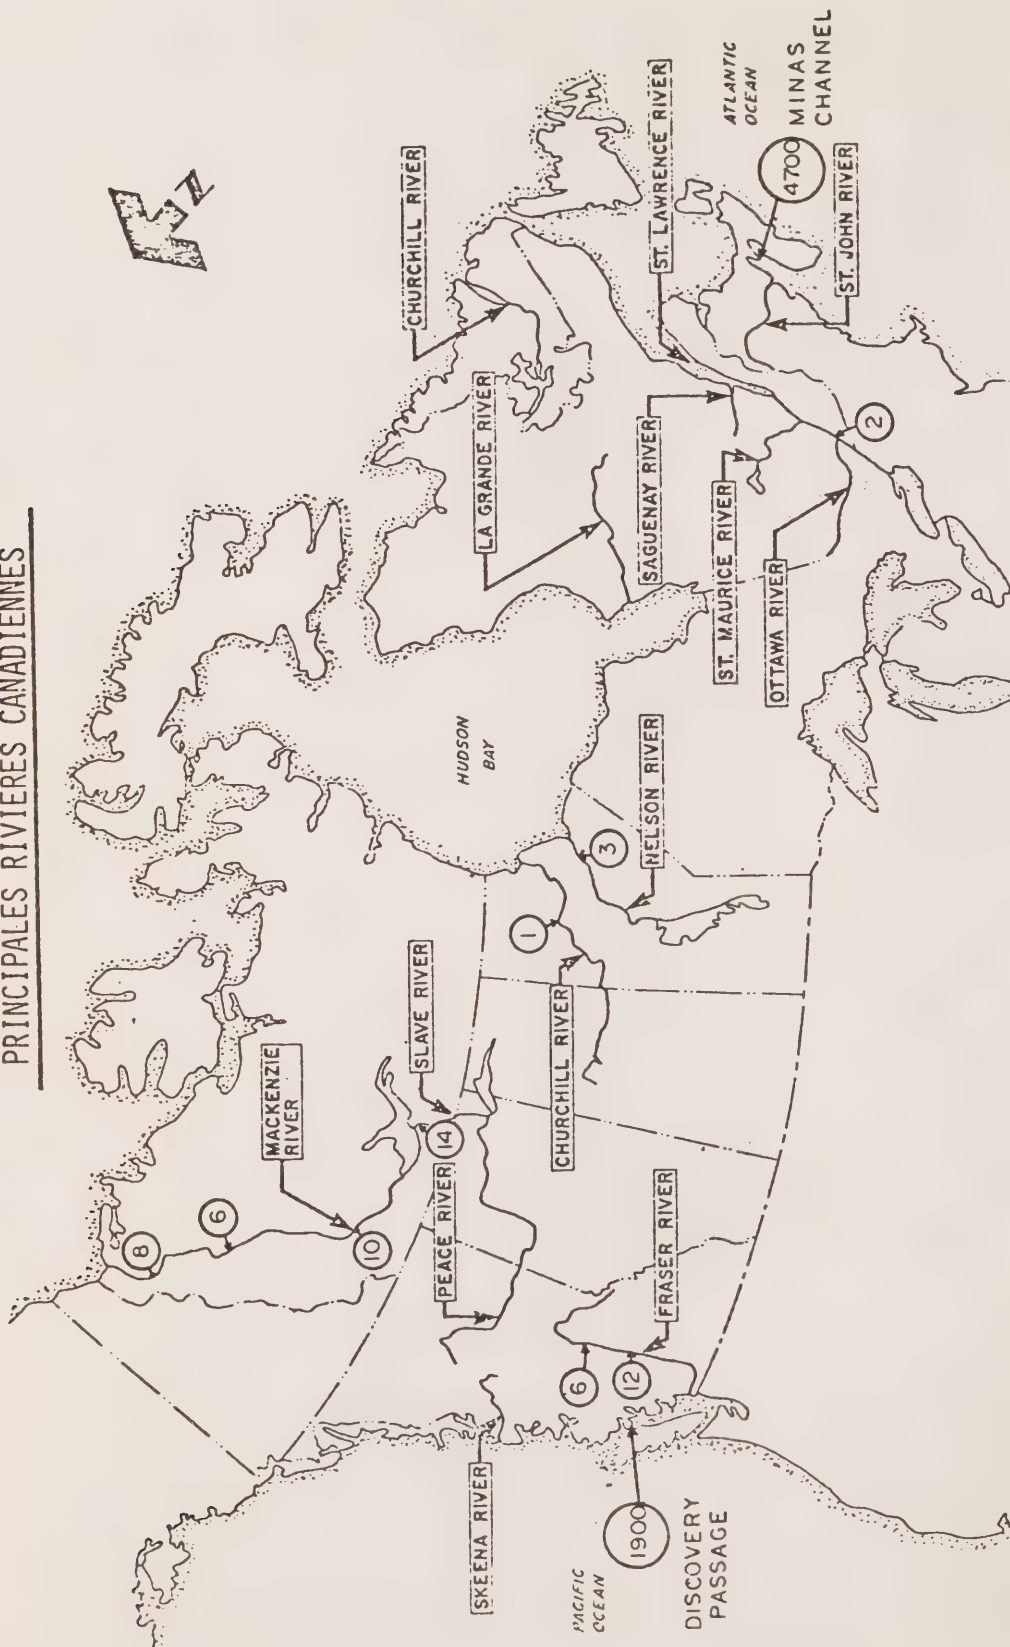 PRINCIPALES RIVIERES CANADIENNES
N
CHURCHILL RIVER
LA GRANDE RIVER
ST. LAWRENCE RIVER
ATLANTIC
OCEAN
4700
MINAS
CHANNEL
ST. JOHN RIVER
SAGUENAY RIVER
ST. MAURICE RIVER
OTTAWA RIVER
2
HUDSON
BAY
NELSON RIVER
3
1
CHURCHILL RIVER
SLAVE RIVER
14
MACKENZIE
RIVER
8
6
10
PEACE RIVER
FRASER RIVER
6
12
SKEENA RIVER
PACIFIC
OCEAN
1900
DISCOVERY
PASSAGE